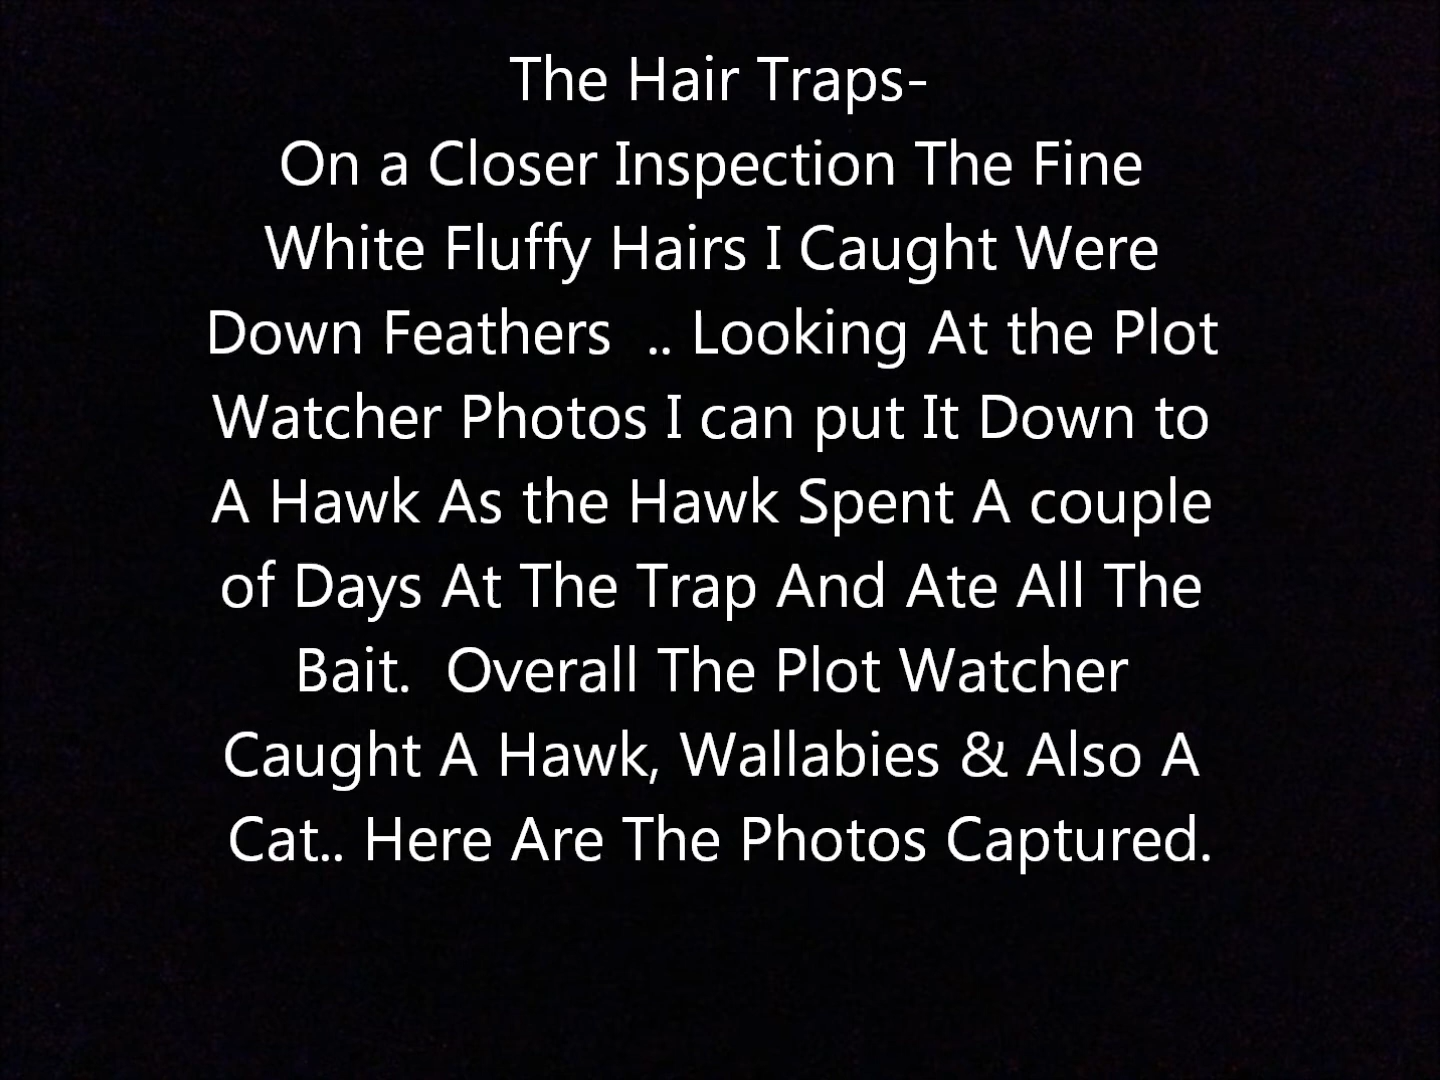 The Hair Traps-
On a Closer Inspection The Fine
White Fluffy Hairs I Caught Were
Down Feathers  .. Looking At the Plot
Watcher Photos I can put It Down to
A Hawk As the Hawk Spent A couple
of Days At The Trap And Ate All The
Bait.  Overall The Plot Watcher
Caught A Hawk, Wallabies & Also A
Cat.. Here Are The Photos Captured.